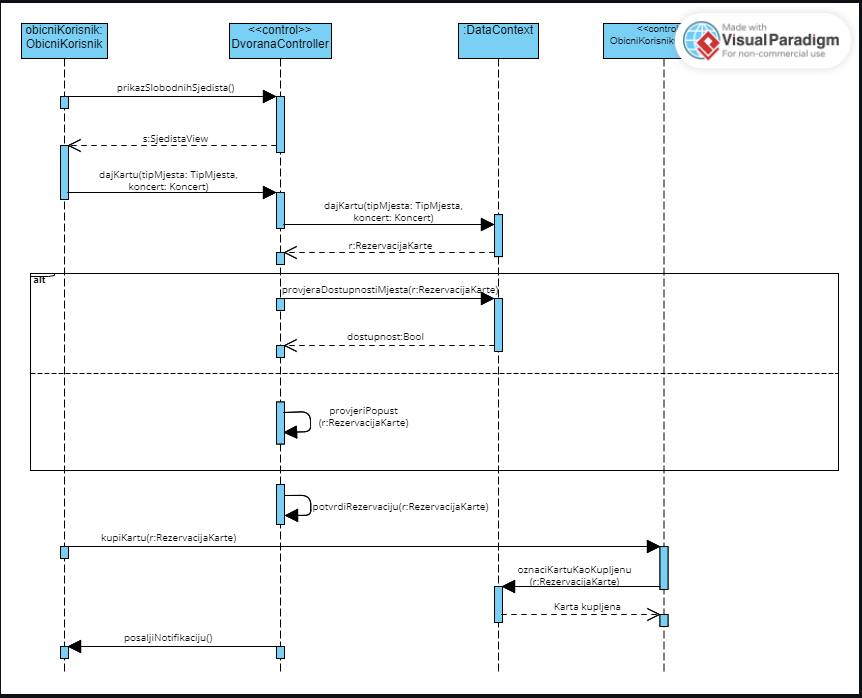 obicniKorisnik:
ObicniKorisnik
<<control>>
DvoranaController
:DataContext
<<control
ObicniKorisnik
Made with
VisualParadigm
For non-commercial use
prikazSlobodnihSjedista()
s:SjedistaView
dajKartu(tipMjesta: TipMjesta,
koncert: Koncert)
dajKartu(tipMjesta: TipMjesta,
koncert: Koncert)
r:RezervacijaKarte
alt
provjeraDostupnostiMjesta(r:RezervacijaKarte)
dostupnost:Bool
provjeriPopust
(r:RezervacijaKarte)
potvrdiRezervaciju(r:RezervacijaKarte)
kupiKartu(r:RezervacijaKarte)
oznaciKartuKaoKupljenu
(r:RezervacijaKarte)
Karta kupljena
posaljiNotifikaciju()